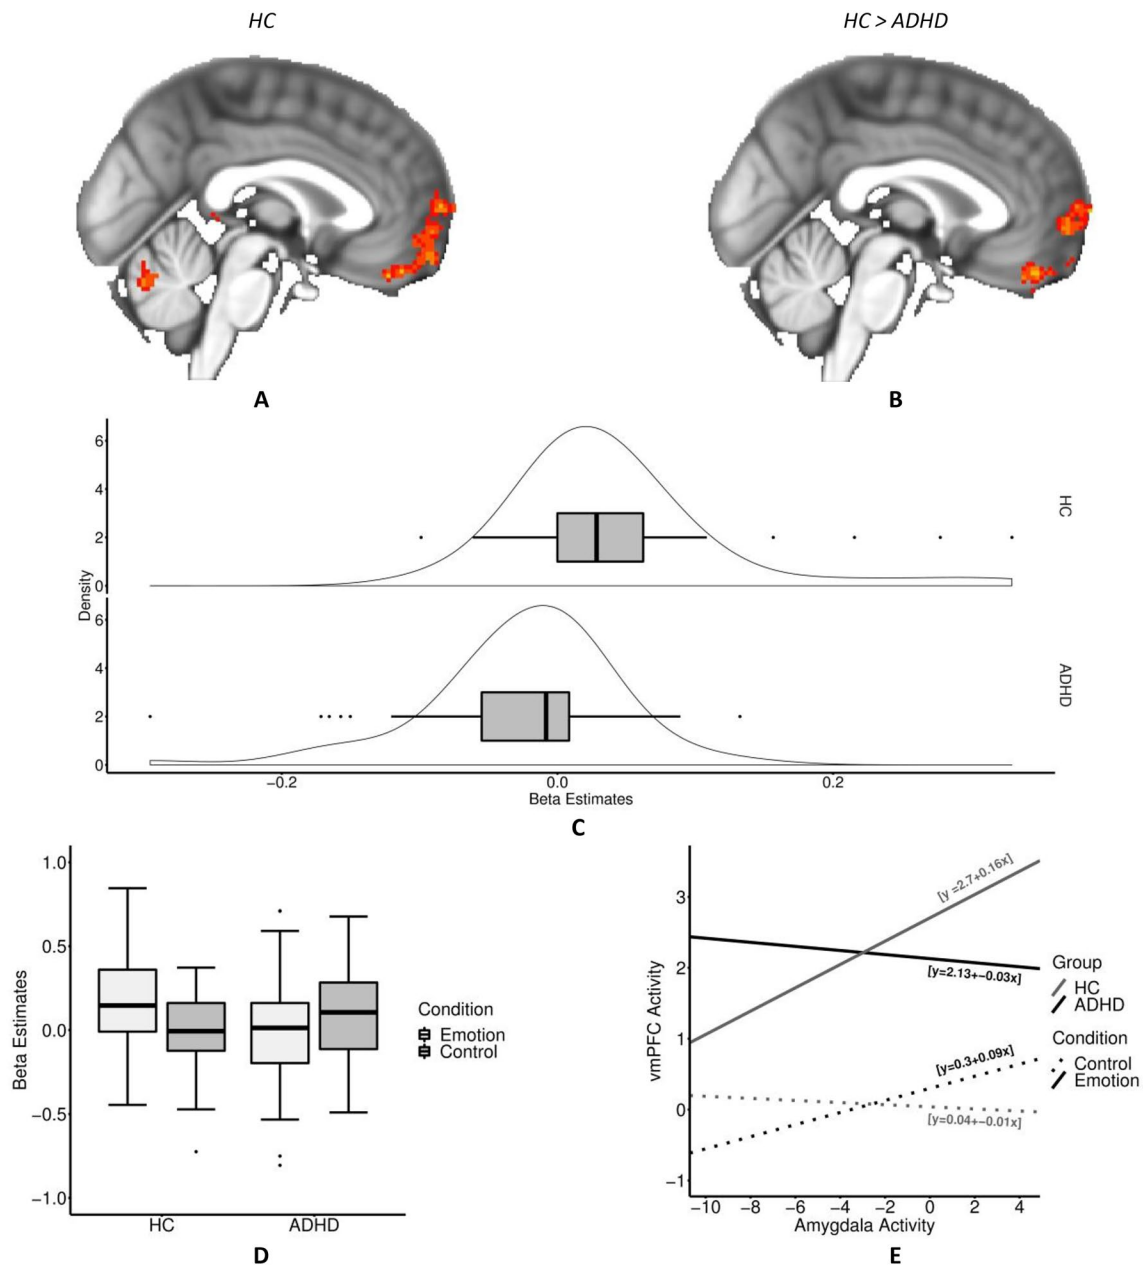 HC
HC > ADHD
A
B
6
4
2
0
HC
Density
6
4
2
0
ADHD
−0.2
0.0
0.2
Beta Estimates
C
1.0
0.5
0.0
−0.5
−1.0
Beta Estimates
HC
ADHD
Condition
Emotion
Control
D
3
2
1
0
−1
vmPFC Activity
[y =2.7+0.16x]
[y=2.13+−0.03x]
[y=0.3+0.09x]
[y=0.04+−0.01x]
−10 −8 −6 −4 −2 0 2 4
Amygdala Activity
Group
HC
ADHD
Condition
Control
Emotion
E